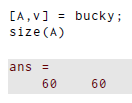 [A,v] = bucky;
size(A)
ans =
60 60